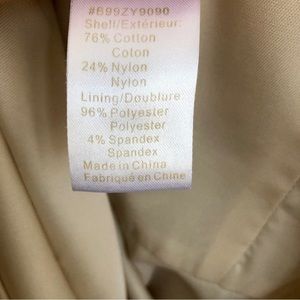 #B99ZY9090
Shell/Extérieur:
76% Cotton
Coton
24% Nylon
Nylon
Lining/Doublure:
96% Polyester
Polyester
4% Spandex
Spandex
Made in China
Fabriqué en Chine